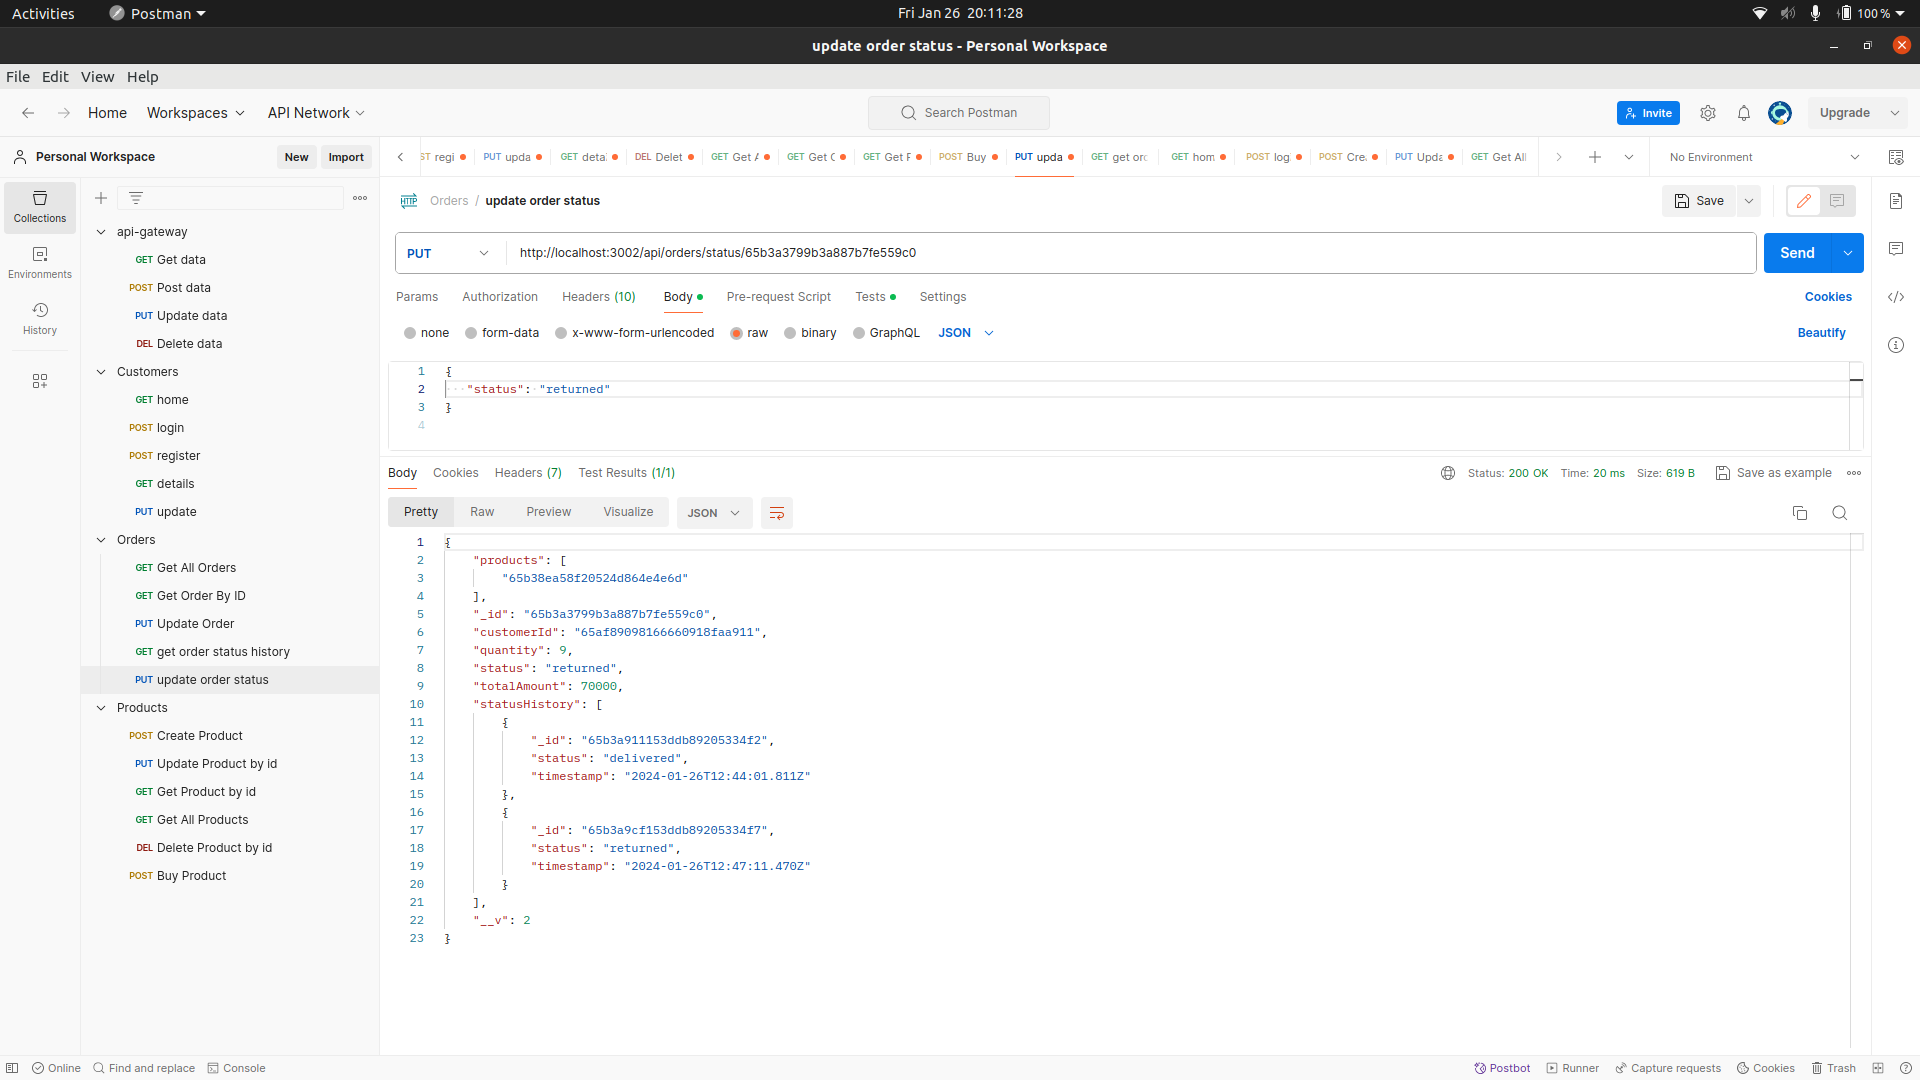 Activities
Postman
Fri Jan 26 20:11:28
100 %
update order status - Personal Workspace
File Edit View Help
Home Workspaces API Network
Search Postman
Invite
Upgrade
Personal Workspace
New Import
ST regi
PUT upda
GET detai
DEL Delet
GET Get A
GET Get C
GET Get F
POST Buy
PUT upda
GET get or
GET hom
POST log
POST Cre
PUT Upda
GET Get All
No Environment
Collections
Environments
History
api-gateway
GET Get data
POST Post data
PUT Update data
DEL Delete data
Customers
GET home
POST login
POST register
GET details
PUT update
Orders
GET Get All Orders
GET Get Order By ID
PUT Update Order
GET get order status history
PUT update order status
Products
POST Create Product
PUT Update Product by id
GET Get Product by id
GET Get All Products
DEL Delete Product by id
POST Buy Product
HTTP Orders / update order status
Save
PUT http://localhost:3002/api/orders/status/65b3a3799b3a887b7fe559c0
Send
Params Authorization Headers (10) Body Pre-request Script Tests Settings
Cookies
none form-data x-www-form-urlencoded raw binary GraphQL JSON
Beautify
1 {
2 "status": "returned"
3 }
4
Body Cookies Headers (7) Test Results (1/1)
Status: 200 OK Time: 20 ms Size: 619 B Save as example
Pretty Raw Preview Visualize JSON
1 {
2 "products": [
3 "65b38ea58f20524d864e4e6d"
4 ],
5 "_id": "65b3a3799b3a887b7fe559c0",
6 "customerId": "65af89098166660918faa911",
7 "quantity": 9,
8 "status": "returned",
9 "totalAmount": 70000,
10 "statusHistory": [
11 {
12 "_id": "65b3a911153ddb89205334f2",
13 "status": "delivered",
14 "timestamp": "2024-01-26T12:44:01.811Z"
15 },
16 {
17 "_id": "65b3a9cf153ddb89205334f7",
18 "status": "returned",
19 "timestamp": "2024-01-26T12:47:11.470Z"
20 }
21 ],
22 "__v": 2
23 }
Online Find and replace Console
Postbot Runner Capture requests Cookies Trash